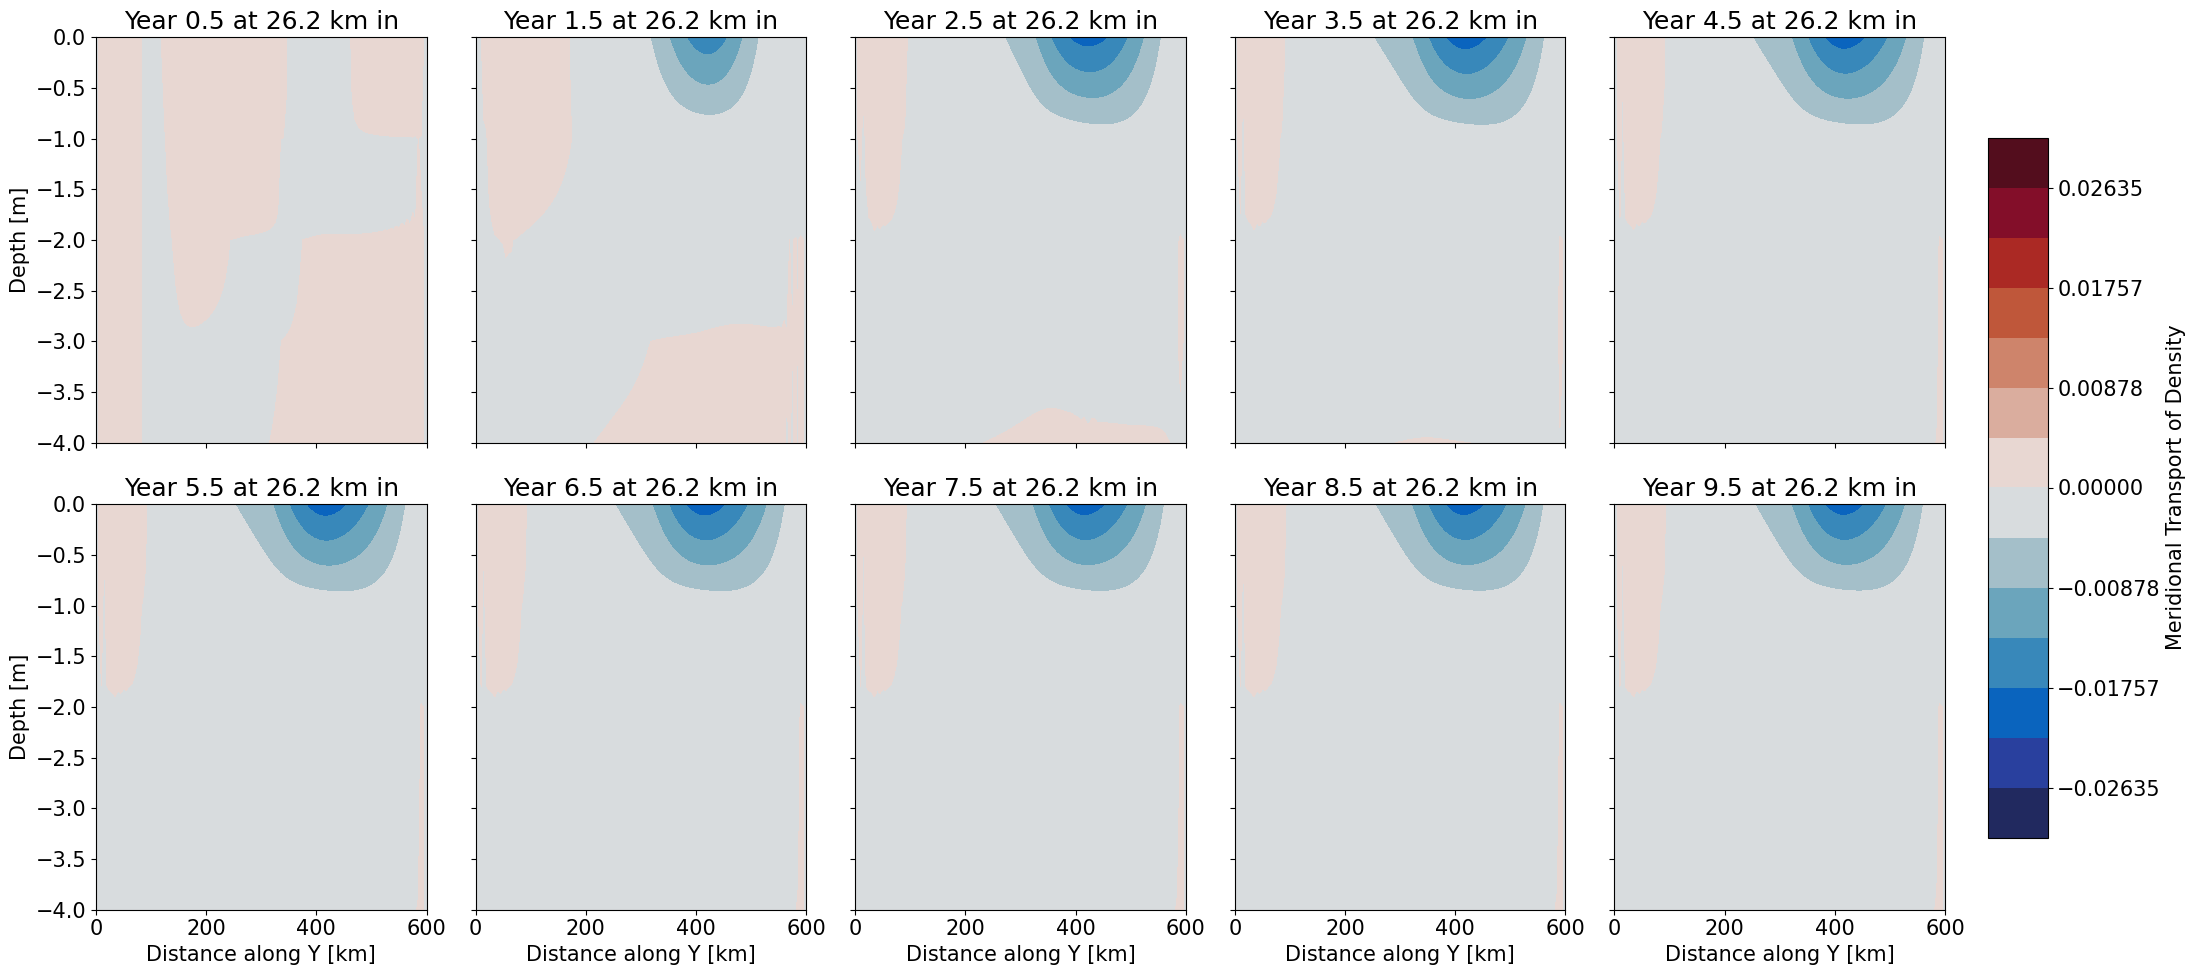 Year 0.5 at 26.2 km in
Year 1.5 at 26.2 km in
Year 2.5 at 26.2 km in
Year 3.5 at 26.2 km in
Year 4.5 at 26.2 km in
0.0
−0.5
−1.0
−1.5
−2.0
−2.5
−3.0
−3.5
−4.0
Depth [m]
Year 5.5 at 26.2 km in
Year 6.5 at 26.2 km in
Year 7.5 at 26.2 km in
Year 8.5 at 26.2 km in
Year 9.5 at 26.2 km in
0.0
−0.5
−1.0
−1.5
−2.0
−2.5
−3.0
−3.5
−4.0
Depth [m]
0 200 400 600
0 200 400 600
0 200 400 600
0 200 400 600
0 200 400 600
Distance along Y [km]
Distance along Y [km]
Distance along Y [km]
Distance along Y [km]
Distance along Y [km]
0.02635
0.01757
0.00878
0.00000
−0.00878
−0.01757
−0.02635
Meridional Transport of Density